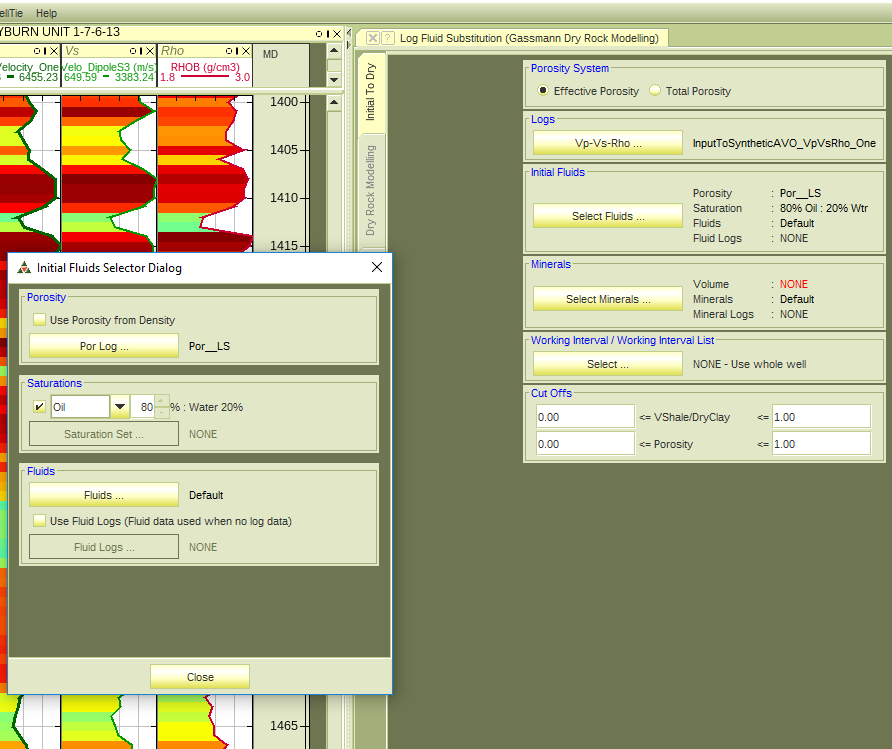 ellTie Help
YBURN UNIT 1-7-6-13
Vs Rho MD
Velocity_One Velo_DipoleS3 (m/s) RHOB (g/cm3)
6455.23 649.59 3383.24 1.8 3.0
1400
1405
1410
1415
1465
Initial Fluids Selector Dialog
Porosity
Use Porosity from Density
Por Log ... Por__LS
Saturations
Oil 80 % : Water 20%
Saturation Set ... NONE
Fluids
Fluids ... Default
Use Fluid Logs (Fluid data used when no log data)
Fluid Logs ... NONE
Close
Log Fluid Substitution (Gassmann Dry Rock Modelling)
Initial To Dry
Dry Rock Modelling
Porosity System
Effective Porosity Total Porosity
Logs
Vp-Vs-Rho ... InputToSyntheticAVO_VpVsRho_One
Initial Fluids
Select Fluids ...
Porosity : Por__LS
Saturation : 80% Oil : 20% Wtr
Fluids : Default
Fluid Logs : NONE
Minerals
Select Minerals ...
Volume : NONE
Minerals : Default
Mineral Logs : NONE
Working Interval / Working Interval List
Select ... NONE - Use whole well
Cut Offs
0.00 <= VShale/DryClay <= 1.00
0.00 <= Porosity <= 1.00